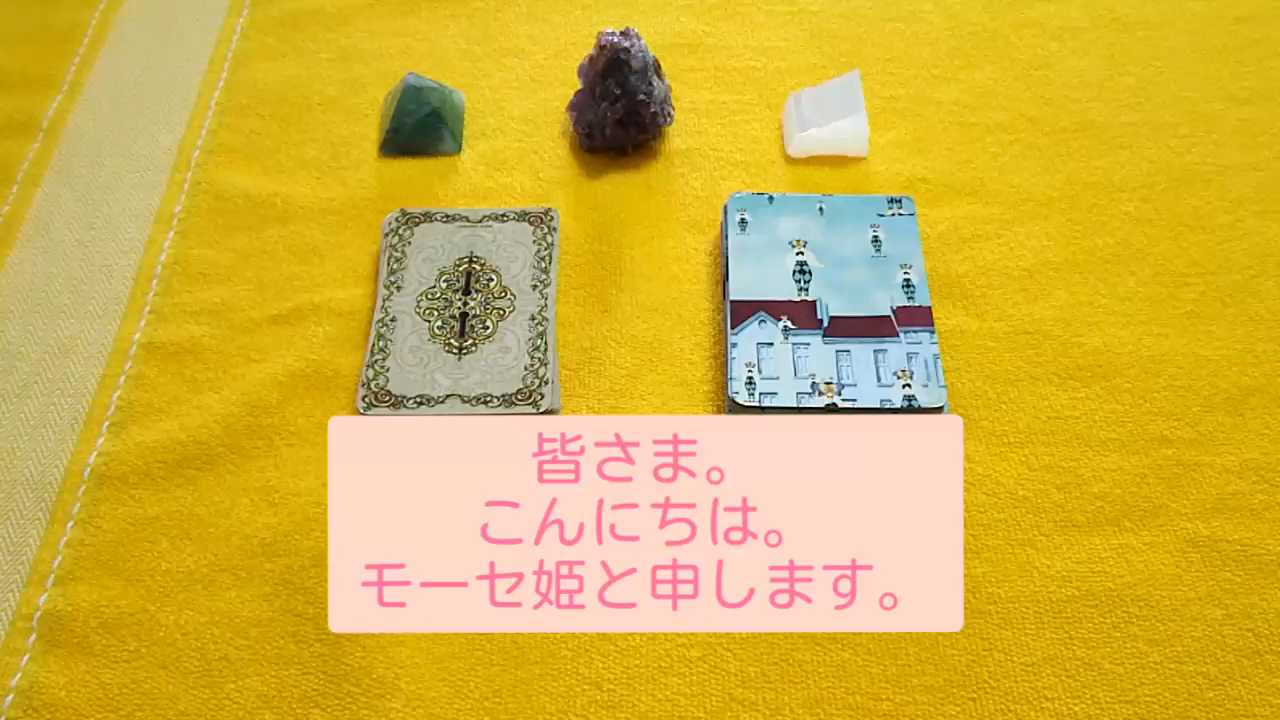 皆さま。
こんにちは。
モーセ姫と申します。